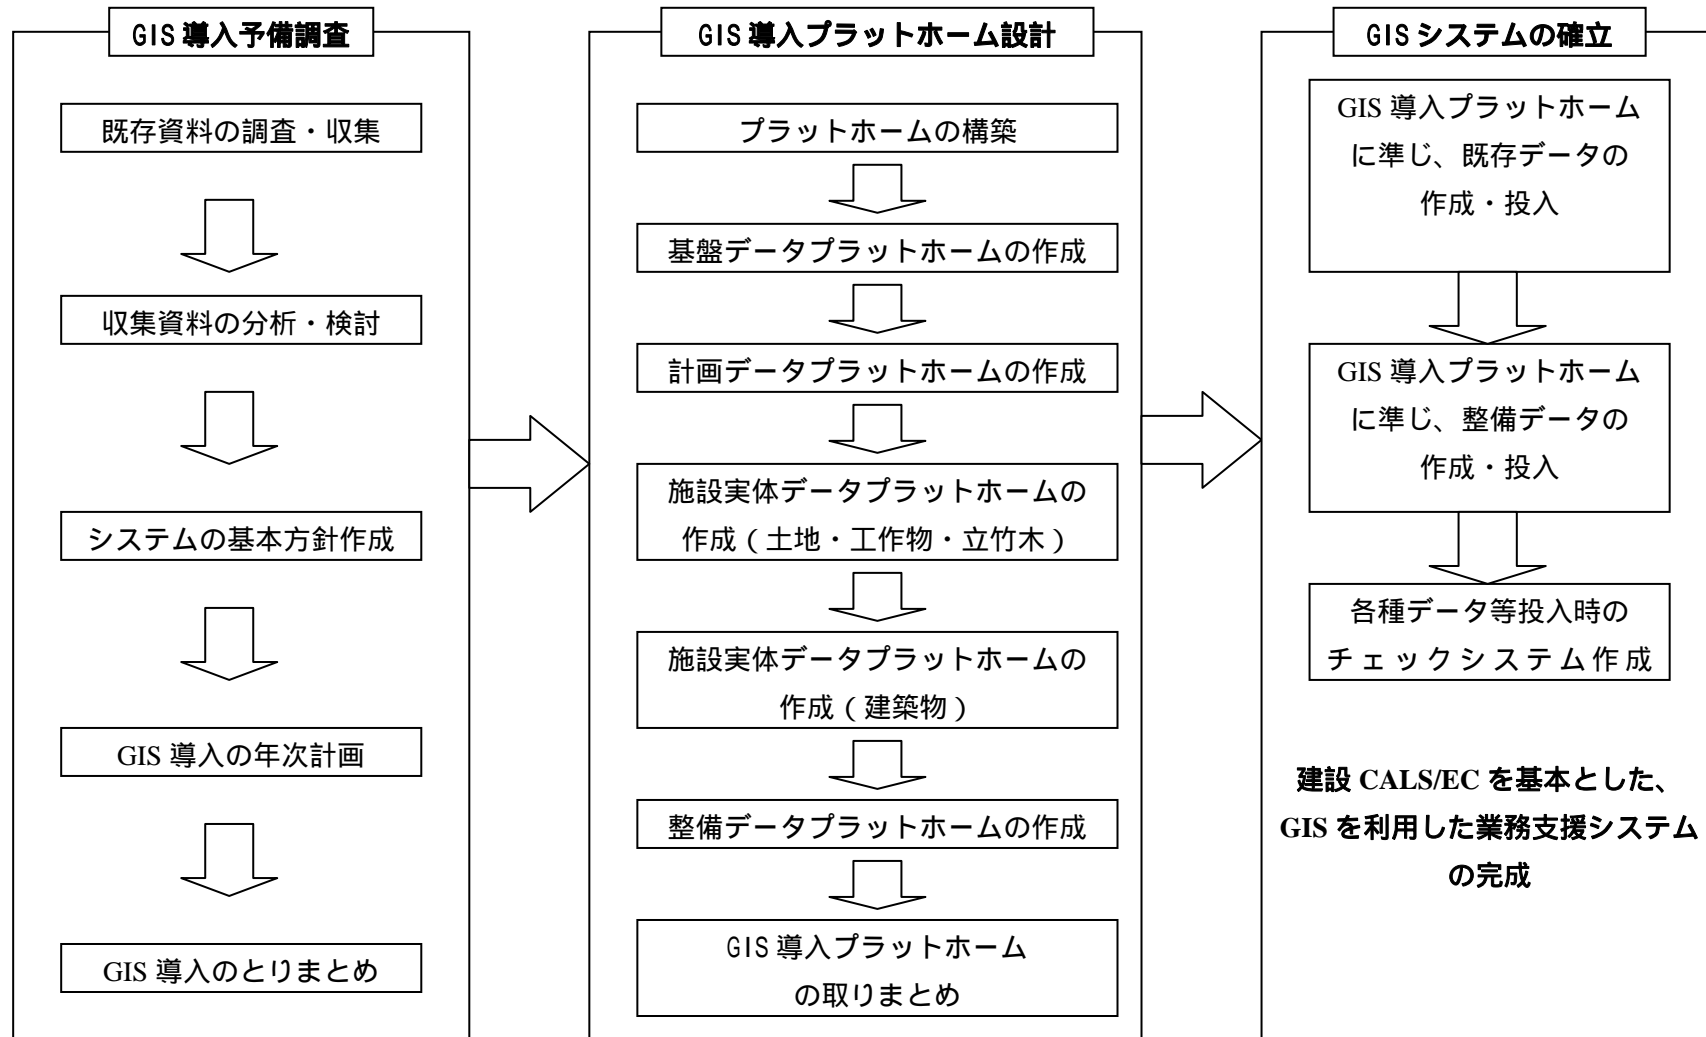 GIS 導入予備調査
既存資料の調査・収集
収集資料の分析・検討
システムの基本方針作成
GIS 導入の年次計画
GIS 導入のとりまとめ
GIS 導入プラットホーム設計
プラットホームの構築
基盤データプラットホームの作成
計画データプラットホームの作成
施設実体データプラットホームの
作成（土地・工作物・立竹木）
施設実体データプラットホームの
作成（建築物）
整備データプラットホームの作成
GIS 導入プラットホーム
の取りまとめ
GIS システムの確立
GIS 導入プラットホーム
に準じ、既存データの
作成・投入
GIS 導入プラットホーム
に準じ、整備データの
作成・投入
各種データ等投入時の
チェックシステム作成
建設 CALS/EC を基本とした、
GIS を利用した業務支援システム
の完成